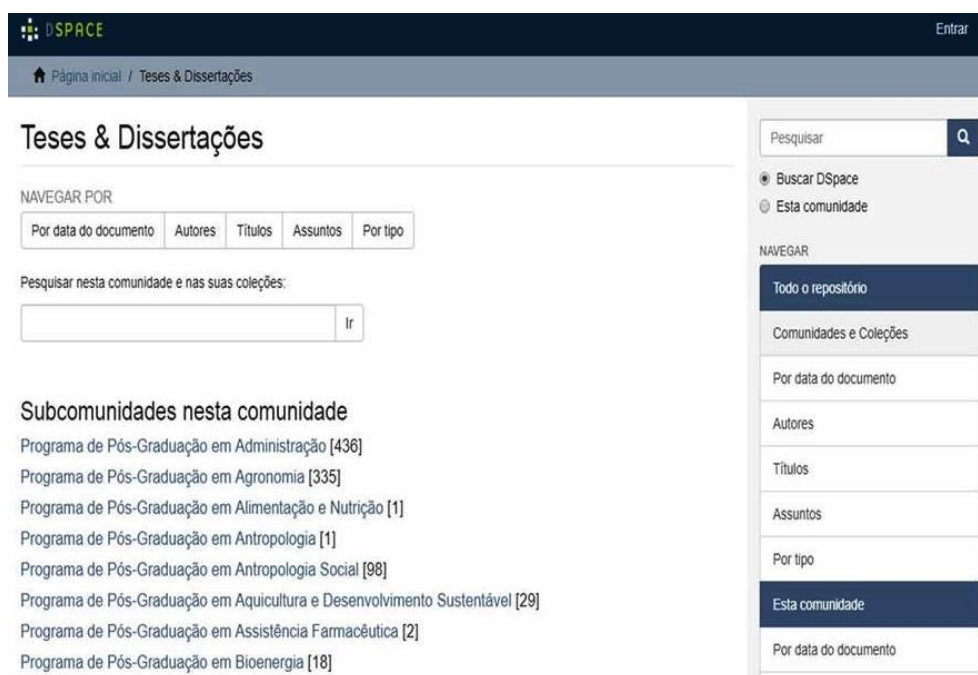 DSPACE
Entrar
Página inicial / Teses & Dissertações
Teses & Dissertações
NAVEGAR POR
Por data do documento Autores Títulos Assuntos Por tipo
Pesquisar nesta comunidade e nas suas coleções:
Ir
Subcomunidades nesta comunidade
Programa de Pós-Graduação em Administração [436]
Programa de Pós-Graduação em Agronomia [335]
Programa de Pós-Graduação em Alimentação e Nutrição [1]
Programa de Pós-Graduação em Antropologia [1]
Programa de Pós-Graduação em Antropologia Social [98]
Programa de Pós-Graduação em Aquicultura e Desenvolvimento Sustentável [29]
Programa de Pós-Graduação em Assistência Farmacêutica [2]
Programa de Pós-Graduação em Bioenergia [18]
Pesquisar
Buscar DSpace
Esta comunidade
NAVEGAR
Todo o repositório
Comunidades e Coleções
Por data do documento
Autores
Títulos
Assuntos
Por tipo
Esta comunidade
Por data do documento